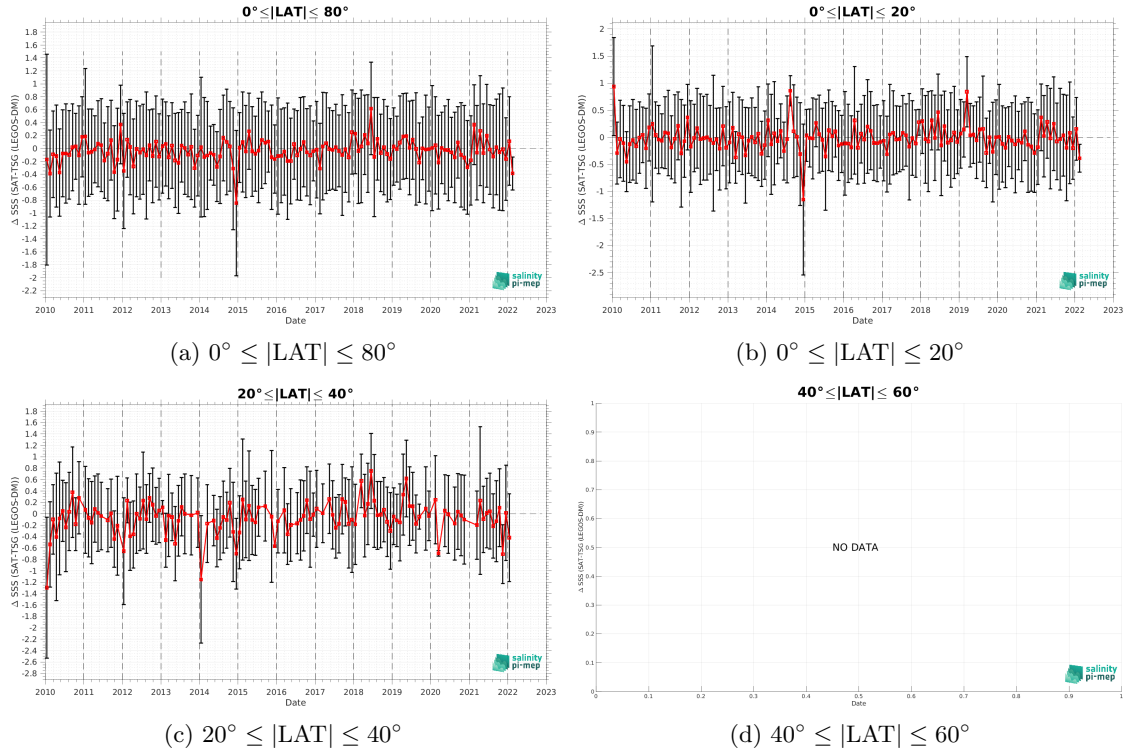 0°≤|LAT|≤ 80°
Δ SSS (SAT-TSG (LEGOS-DM))
1.8
1.6
1.4
1.2
1
0.8
0.6
0.4
0.2
0
-0.2
-0.4
-0.6
-0.8
-1
-1.2
-1.4
-1.6
-1.8
-2
-2.2
salinity
pi-mep
2010 2011 2012 2013 2014 2015 2016 2017 2018 2019 2020 2021 2022 2023
Date
(a) 0° ≤ |LAT| ≤ 80°
0°≤|LAT|≤ 20°
Δ SSS (SAT-TSG (LEGOS-DM))
2
1.5
1
0.5
0
-0.5
-1
-1.5
-2
-2.5
salinity
pi-mep
2010 2011 2012 2013 2014 2015 2016 2017 2018 2019 2020 2021 2022 2023
Date
(b) 0° ≤ |LAT| ≤ 20°
20°≤|LAT|≤ 40°
Δ SSS (SAT-TSG (LEGOS-DM))
1.8
1.6
1.4
1.2
1
0.8
0.6
0.4
0.2
0
-0.2
-0.4
-0.6
-0.8
-1
-1.2
-1.4
-1.6
-1.8
-2
-2.2
-2.4
-2.6
-2.8
salinity
pi-mep
2010 2011 2012 2013 2014 2015 2016 2017 2018 2019 2020 2021 2022 2023
Date
(c) 20° ≤ |LAT| ≤ 40°
40°≤|LAT|≤ 60°
Δ SSS (SAT-TSG (LEGOS-DM))
1
0.9
0.8
0.7
0.6
0.5
0.4
0.3
0.2
0.1
0
NO DATA
salinity
pi-mep
0 0.1 0.2 0.3 0.4 0.5 0.6 0.7 0.8 0.9 1
Date
(d) 40° ≤ |LAT| ≤ 60°